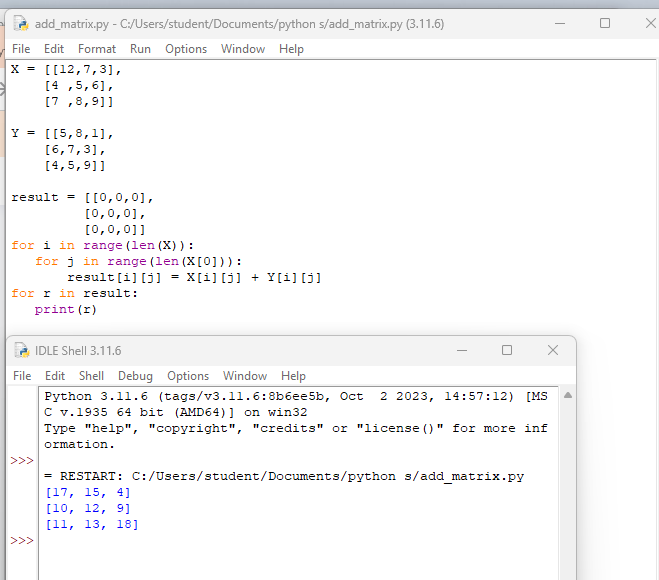 add_matrix.py - C:/Users/student/Documents/python s/add_matrix.py (3.11.6)
File Edit Format Run Options Window Help
X = [[12,7,3],
    [4 ,5,6],
    [7 ,8,9]]

Y = [[5,8,1],
    [6,7,3],
    [4,5,9]]

result = [[0,0,0],
         [0,0,0],
         [0,0,0]]
for i in range(len(X)):
   for j in range(len(X[0])):
       result[i][j] = X[i][j] + Y[i][j]
for r in result:
   print(r)
IDLE Shell 3.11.6
File Edit Shell Debug Options Window Help
Python 3.11.6 (tags/v3.11.6:8b6ee5b, Oct  2 2023, 14:57:12) [MS
C v.1935 64 bit (AMD64)] on win32
Type "help", "copyright", "credits" or "license()" for more inf
ormation.
>>>
= RESTART: C:/Users/student/Documents/python s/add_matrix.py
[17, 15, 4]
[10, 12, 9]
[11, 13, 18]
>>>